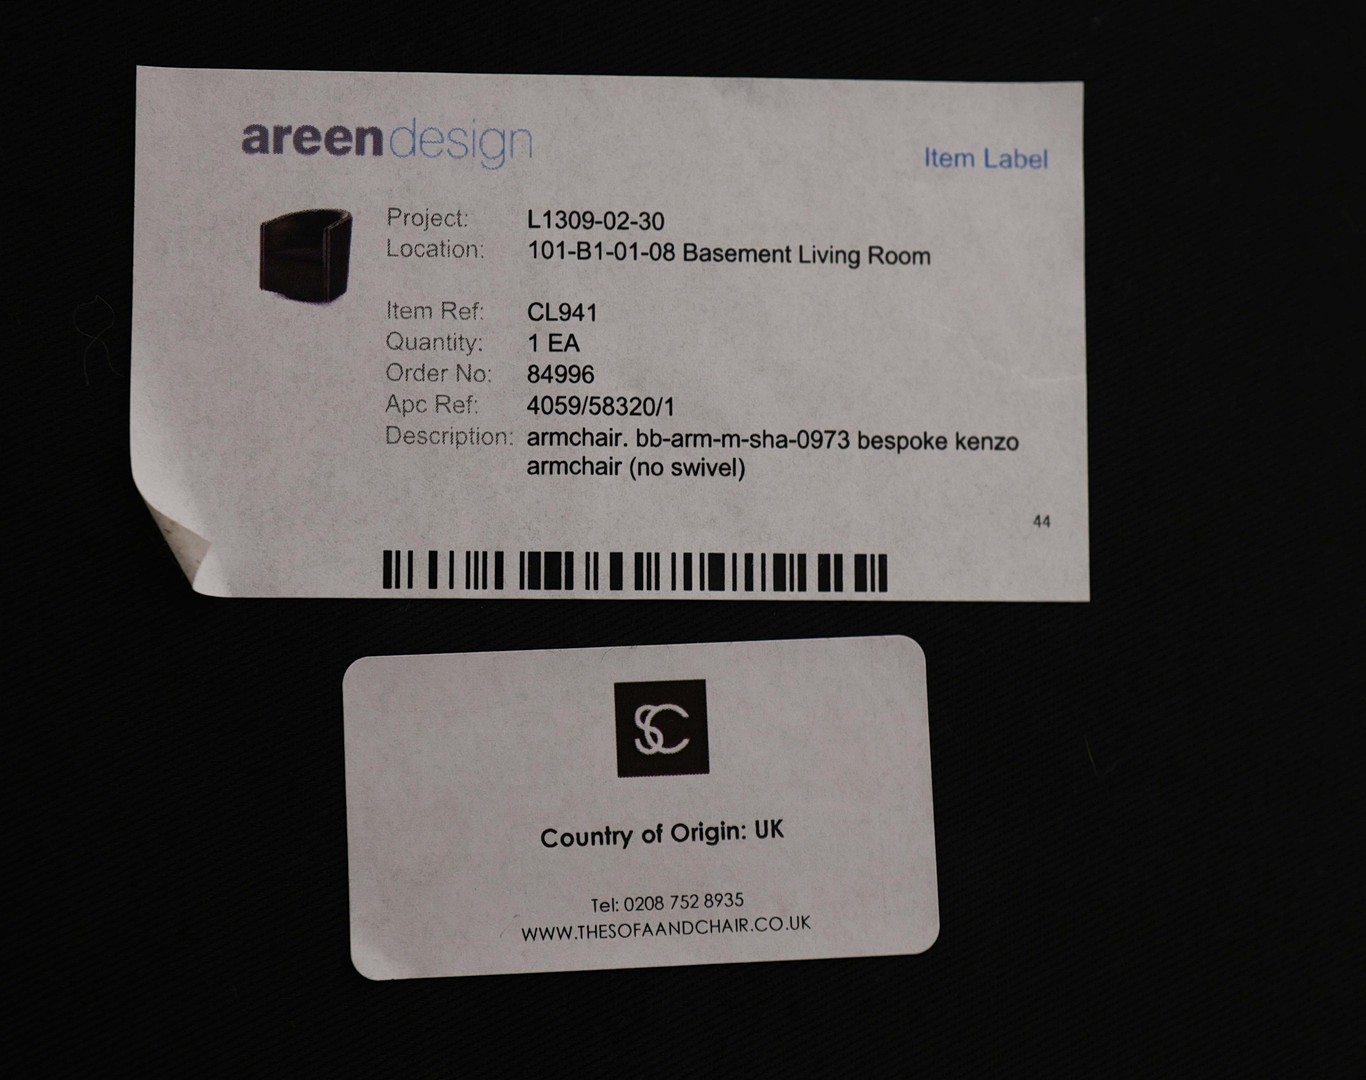 areendesign
Item Label
Project: L1309-02-30
Location: 101-B1-01-08 Basement Living Room
Item Ref: CL941
Quantity: 1 EA
Order No: 84996
Apc Ref: 4059/58320/1
Description: armchair. bb-arm-m-sha-0973 bespoke kenzo
armchair (no swivel)
44
SC
Country of Origin: UK
Tel: 0208 752 8935
WWW.THESOFAANDCHAIR.CO.UK